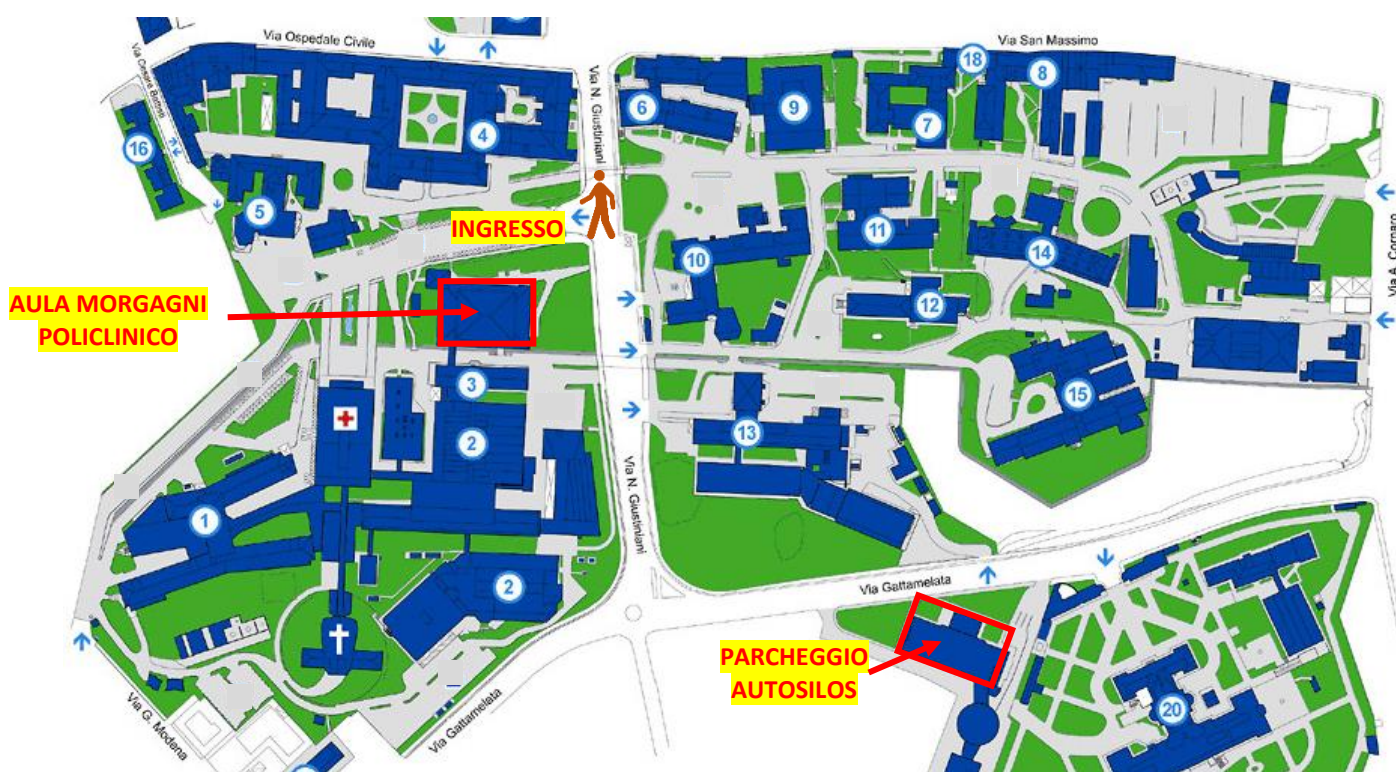 Via Ospedale Civile
Via San Massimo
Via Cesare Battisti
Via N. Giustiniani
18
8
6
9
7
4
16
5
INGRESSO
11
10
14
Via A. Cornaro
12
AULA MORGAGNI
POLICLINICO
3
15
13
2
Via N. Giustiniani
1
2
Via Gattamelata
PARCHEGGIO
AUTOSILOS
20
Via G. Modena
Via Gattamelata